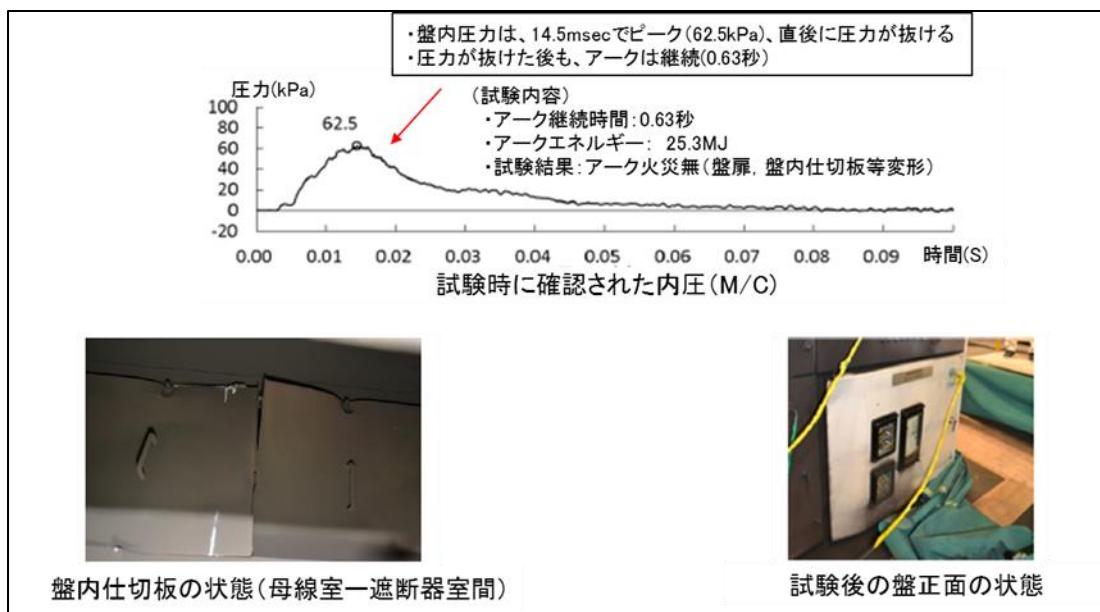 ・盤内圧力は、14.5msecでピーク(62.5kPa)、直後に圧力が抜ける
・圧力が抜けた後も、アークは継続(0.63秒)
圧力(kPa)
100
80
60
40
20
0
-20
62.5
(試験内容)
・アーク継続時間:0.63秒
・アークエネルギー: 25.3MJ
・試験結果:アーク火災無(盤扉, 盤内仕切板等変形)
0.00 0.01 0.02 0.03 0.04 0.05 0.06 0.07 0.08 0.09 時間(S)
試験時に確認された内圧(M/C)
盤内仕切板の状態(母線室ー遮断器室間)
試験後の盤正面の状態